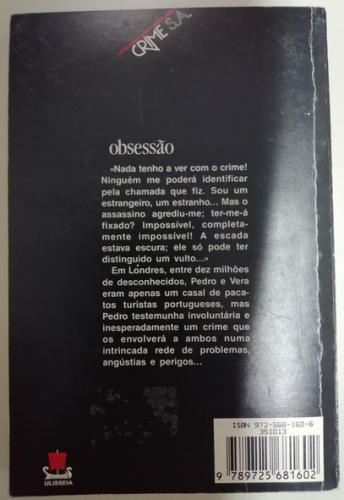 CRIME S.A.
obsessão
«Nada tenho a ver com o crime!
Ninguém me poderá identificar
pela chamada que fiz. Sou um
estrangeiro, um estranho... Mas o
assassino agrediu-me; ter-me-á
fixado? Impossível, completa-
mente impossível! A escada
estava escura; ele só pode ter
distinguido um vulto...»
Em Londres, entre dez milhões
de desconhecidos, Pedro e Vera
eram apenas um casal de paca-
tos turistas portugueses, mas
Pedro testemunha involuntária e
inesperadamente um crime que
os envolverá a ambos numa
intrincada rede de problemas,
angústias e perigos...
ISBN 972-568-160-6
351013
9 789725 681602
ULISSEIA